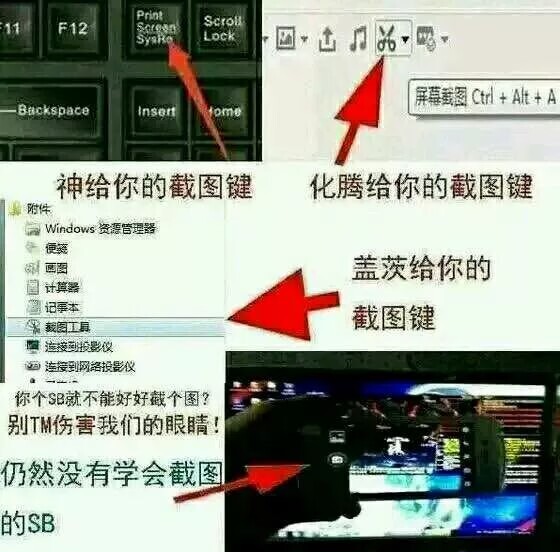 F11
F12
Print
Screen
SysRq
Scroll
Lock
Backspace
Insert
Home
屏幕截图 Ctrl + Alt + A
神给你的截图键
化腾给你的截图键
附件
Windows 资源管理器
便笺
画图
计算器
记事本
截图工具
连接到投影仪
连接到网络投影仪
盖茨给你的
截图键
你个SB就不能好好截个图?
别TM伤害我们的眼睛!
仍然没有学会截图
的SB